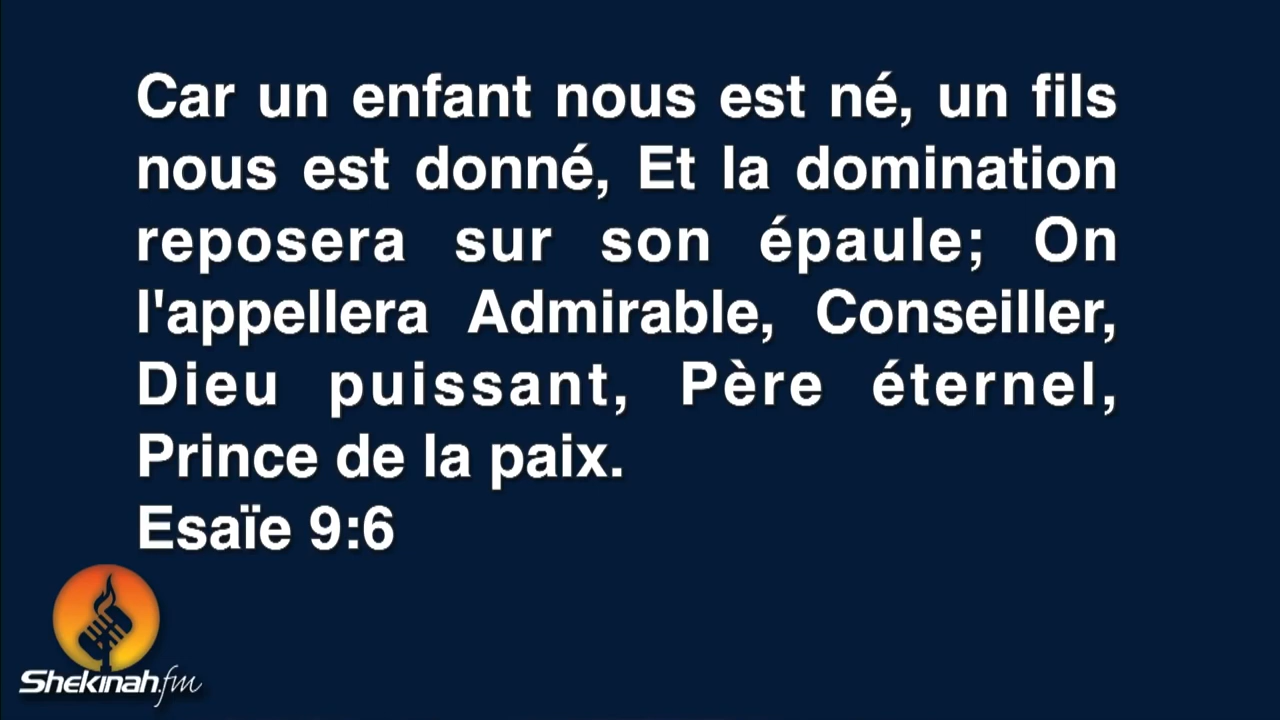 Car un enfant nous est né, un fils
nous est donné, Et la domination
reposera sur son épaule; On
l'appellera Admirable, Conseiller,
Dieu puissant, Père éternel,
Prince de la paix.
Esaïe 9:6
Shekinah.fm